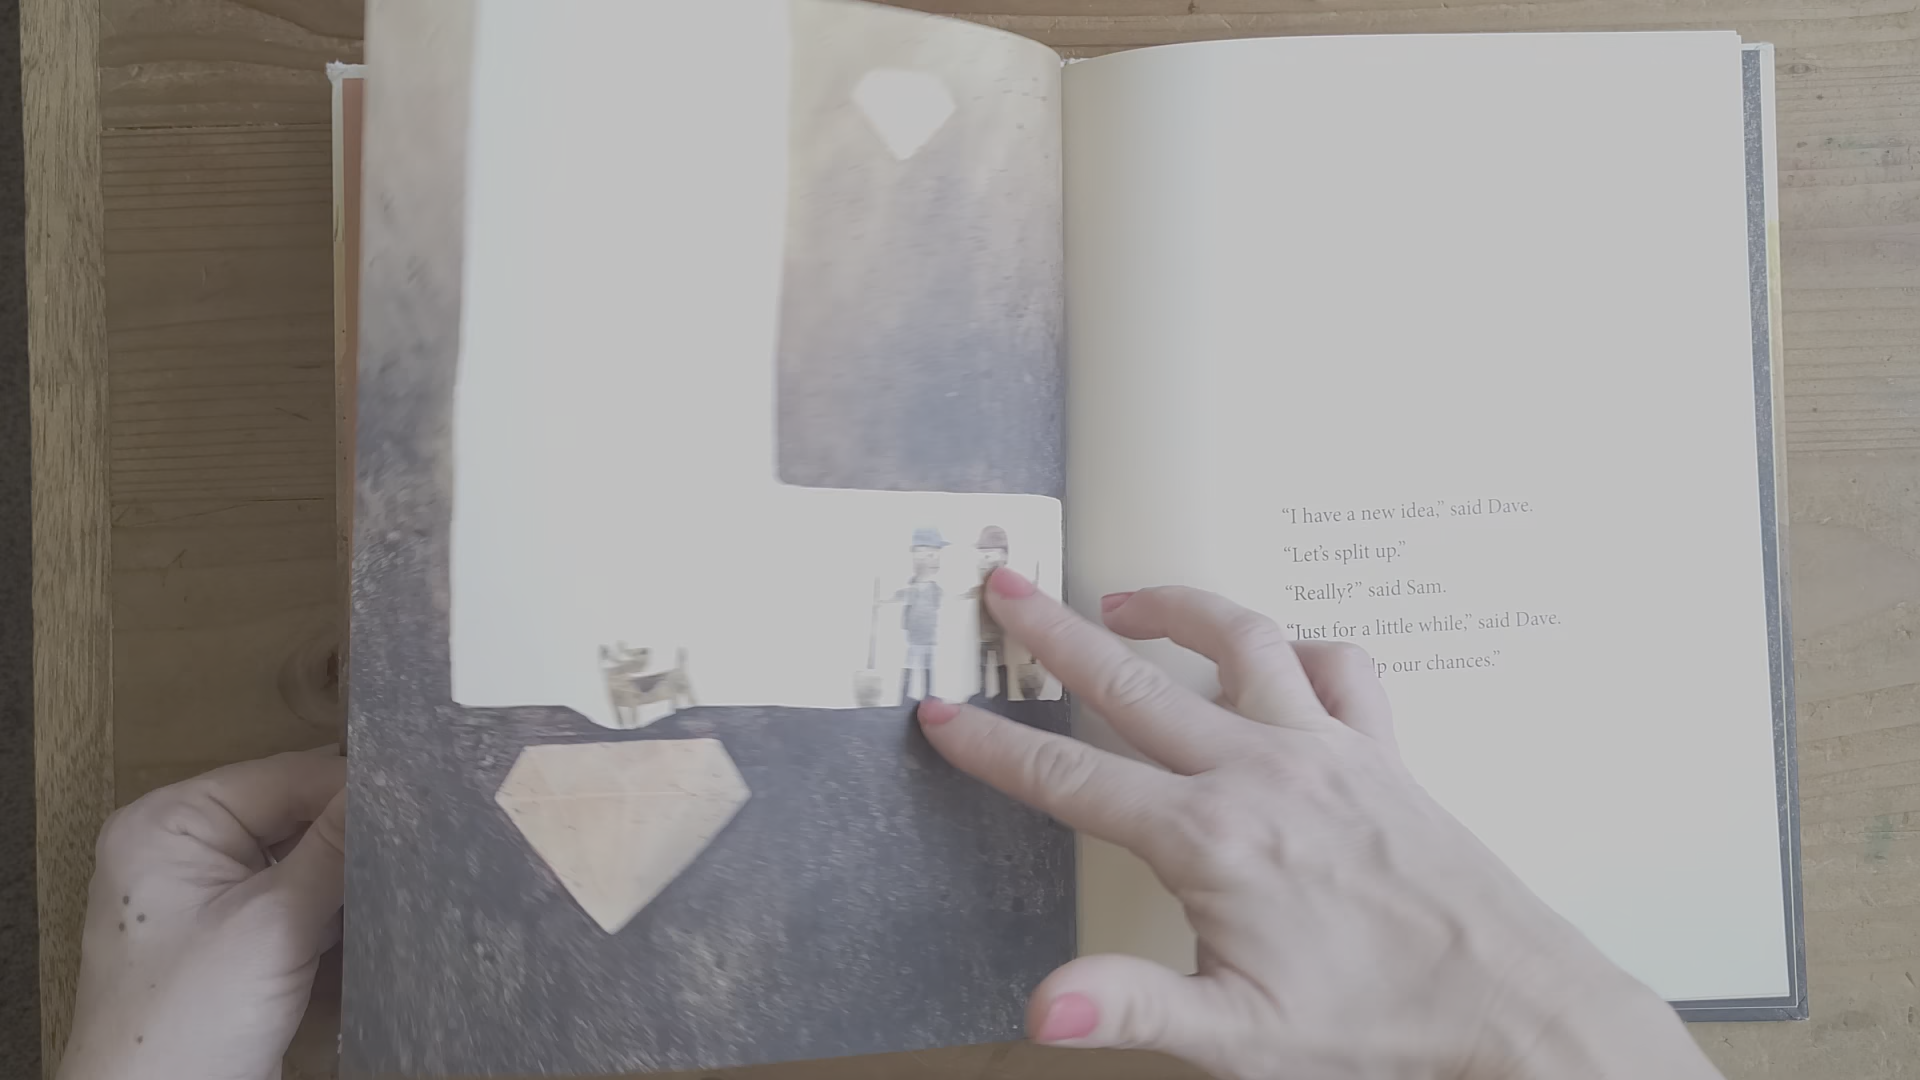 “I have a new idea,” said Dave.
“Let’s split up.”
“Really?” said Sam.
“Just for a little while,” said Dave.
our chances.”